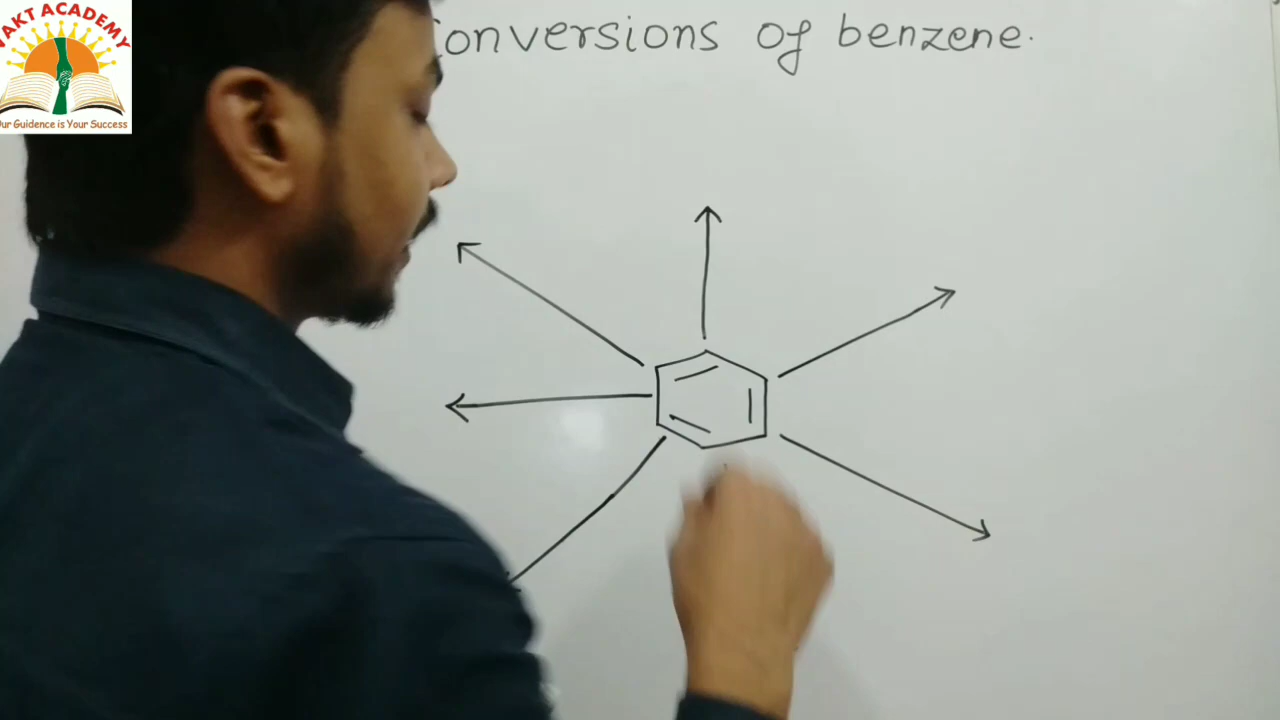 AKT ACADEMY
Our Guidence is Your Success
onversions of benzene.